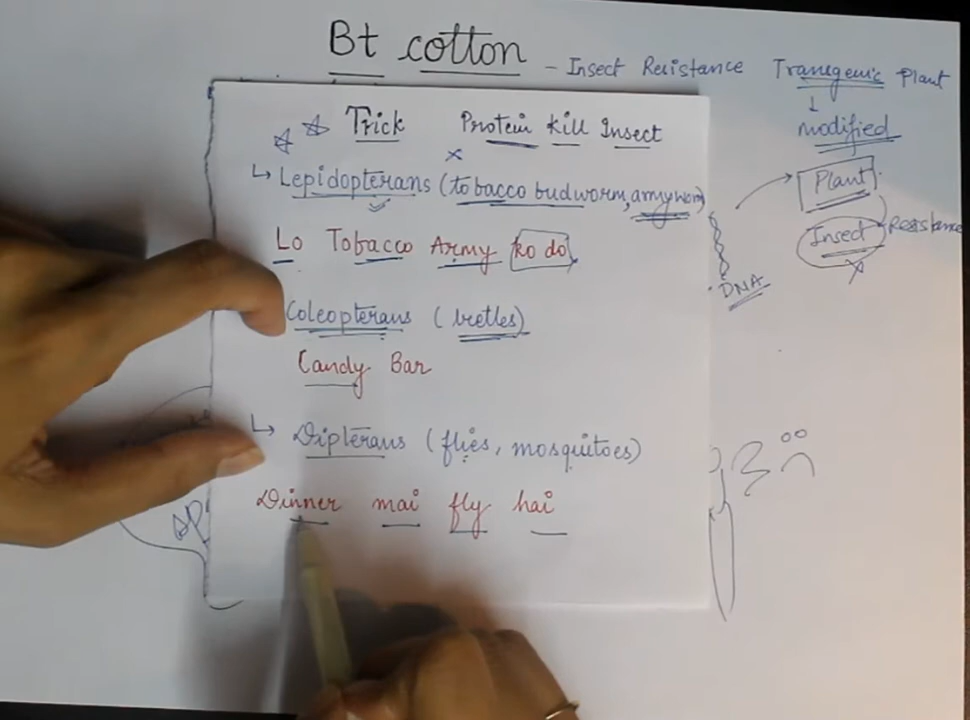 Bt cotton - Insect Resistance Transgenic Plant
↓
modified
Plant
Insect Resistance
DNA
Trick Protein Kill Insect
↳ Lepidopterans (tobacco budworm, armyworm)
Lo Tobacco Army ko do
Coleopterans (beetles)
Candy Bar
↳ Dipterans (flies, mosquitoes)
Dinner mai fly hai